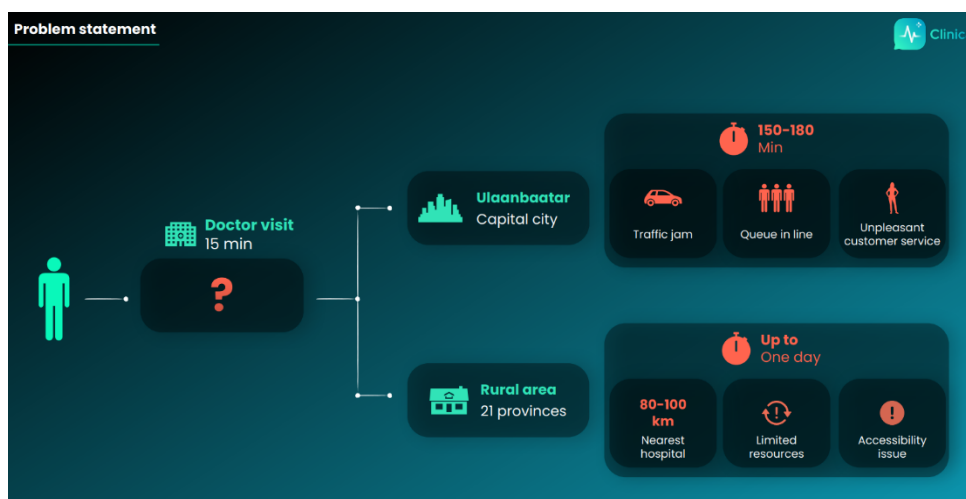 Problem statement
Clinic
Doctor visit
15 min
?
Ulaanbaatar
Capital city
150-180
Min
Traffic jam
Queue in line
Unpleasant
customer service
Rural area
21 provinces
Up to
One day
80-100
km
Nearest
hospital
Limited
resources
Accessibility
issue